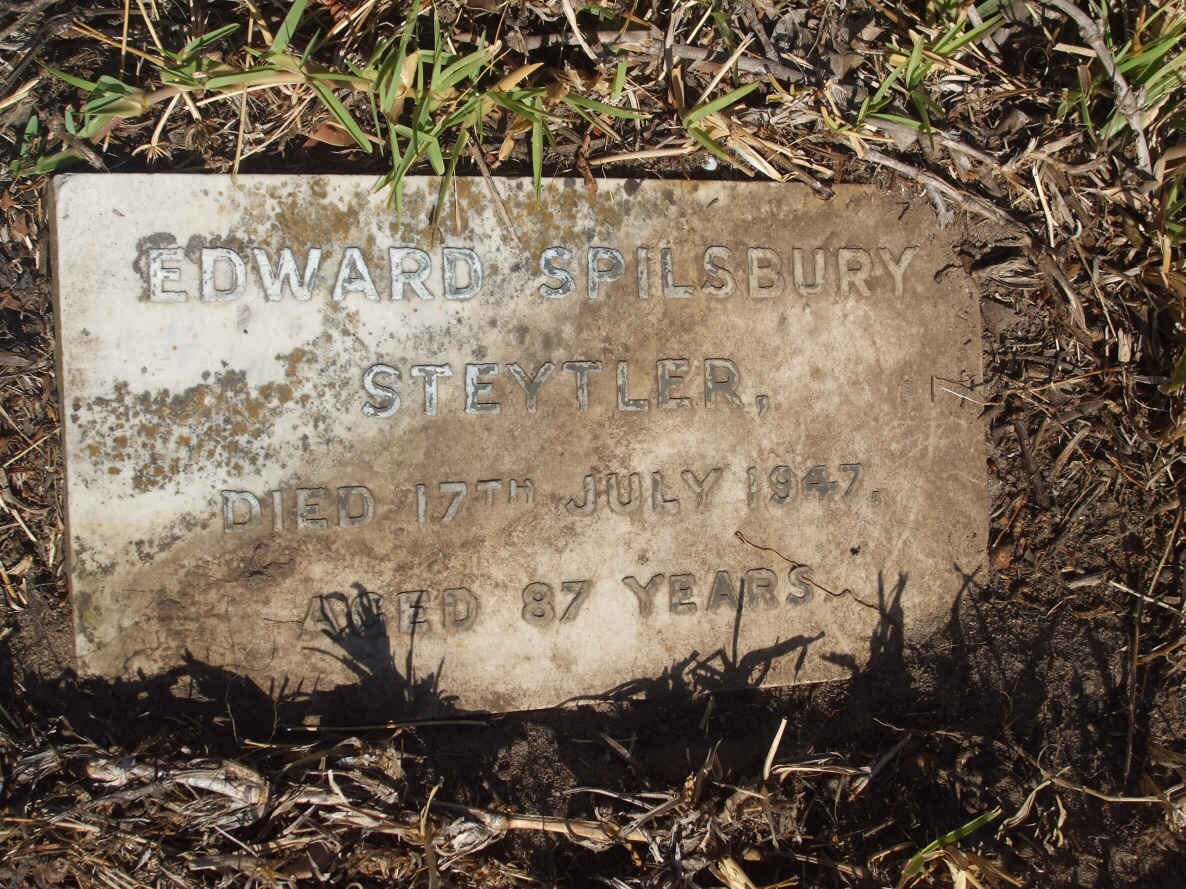 EDWARD SPILSBURY
STEYTLER,
DIED 17TH JULY 1947.
AGED 87 YEARS.